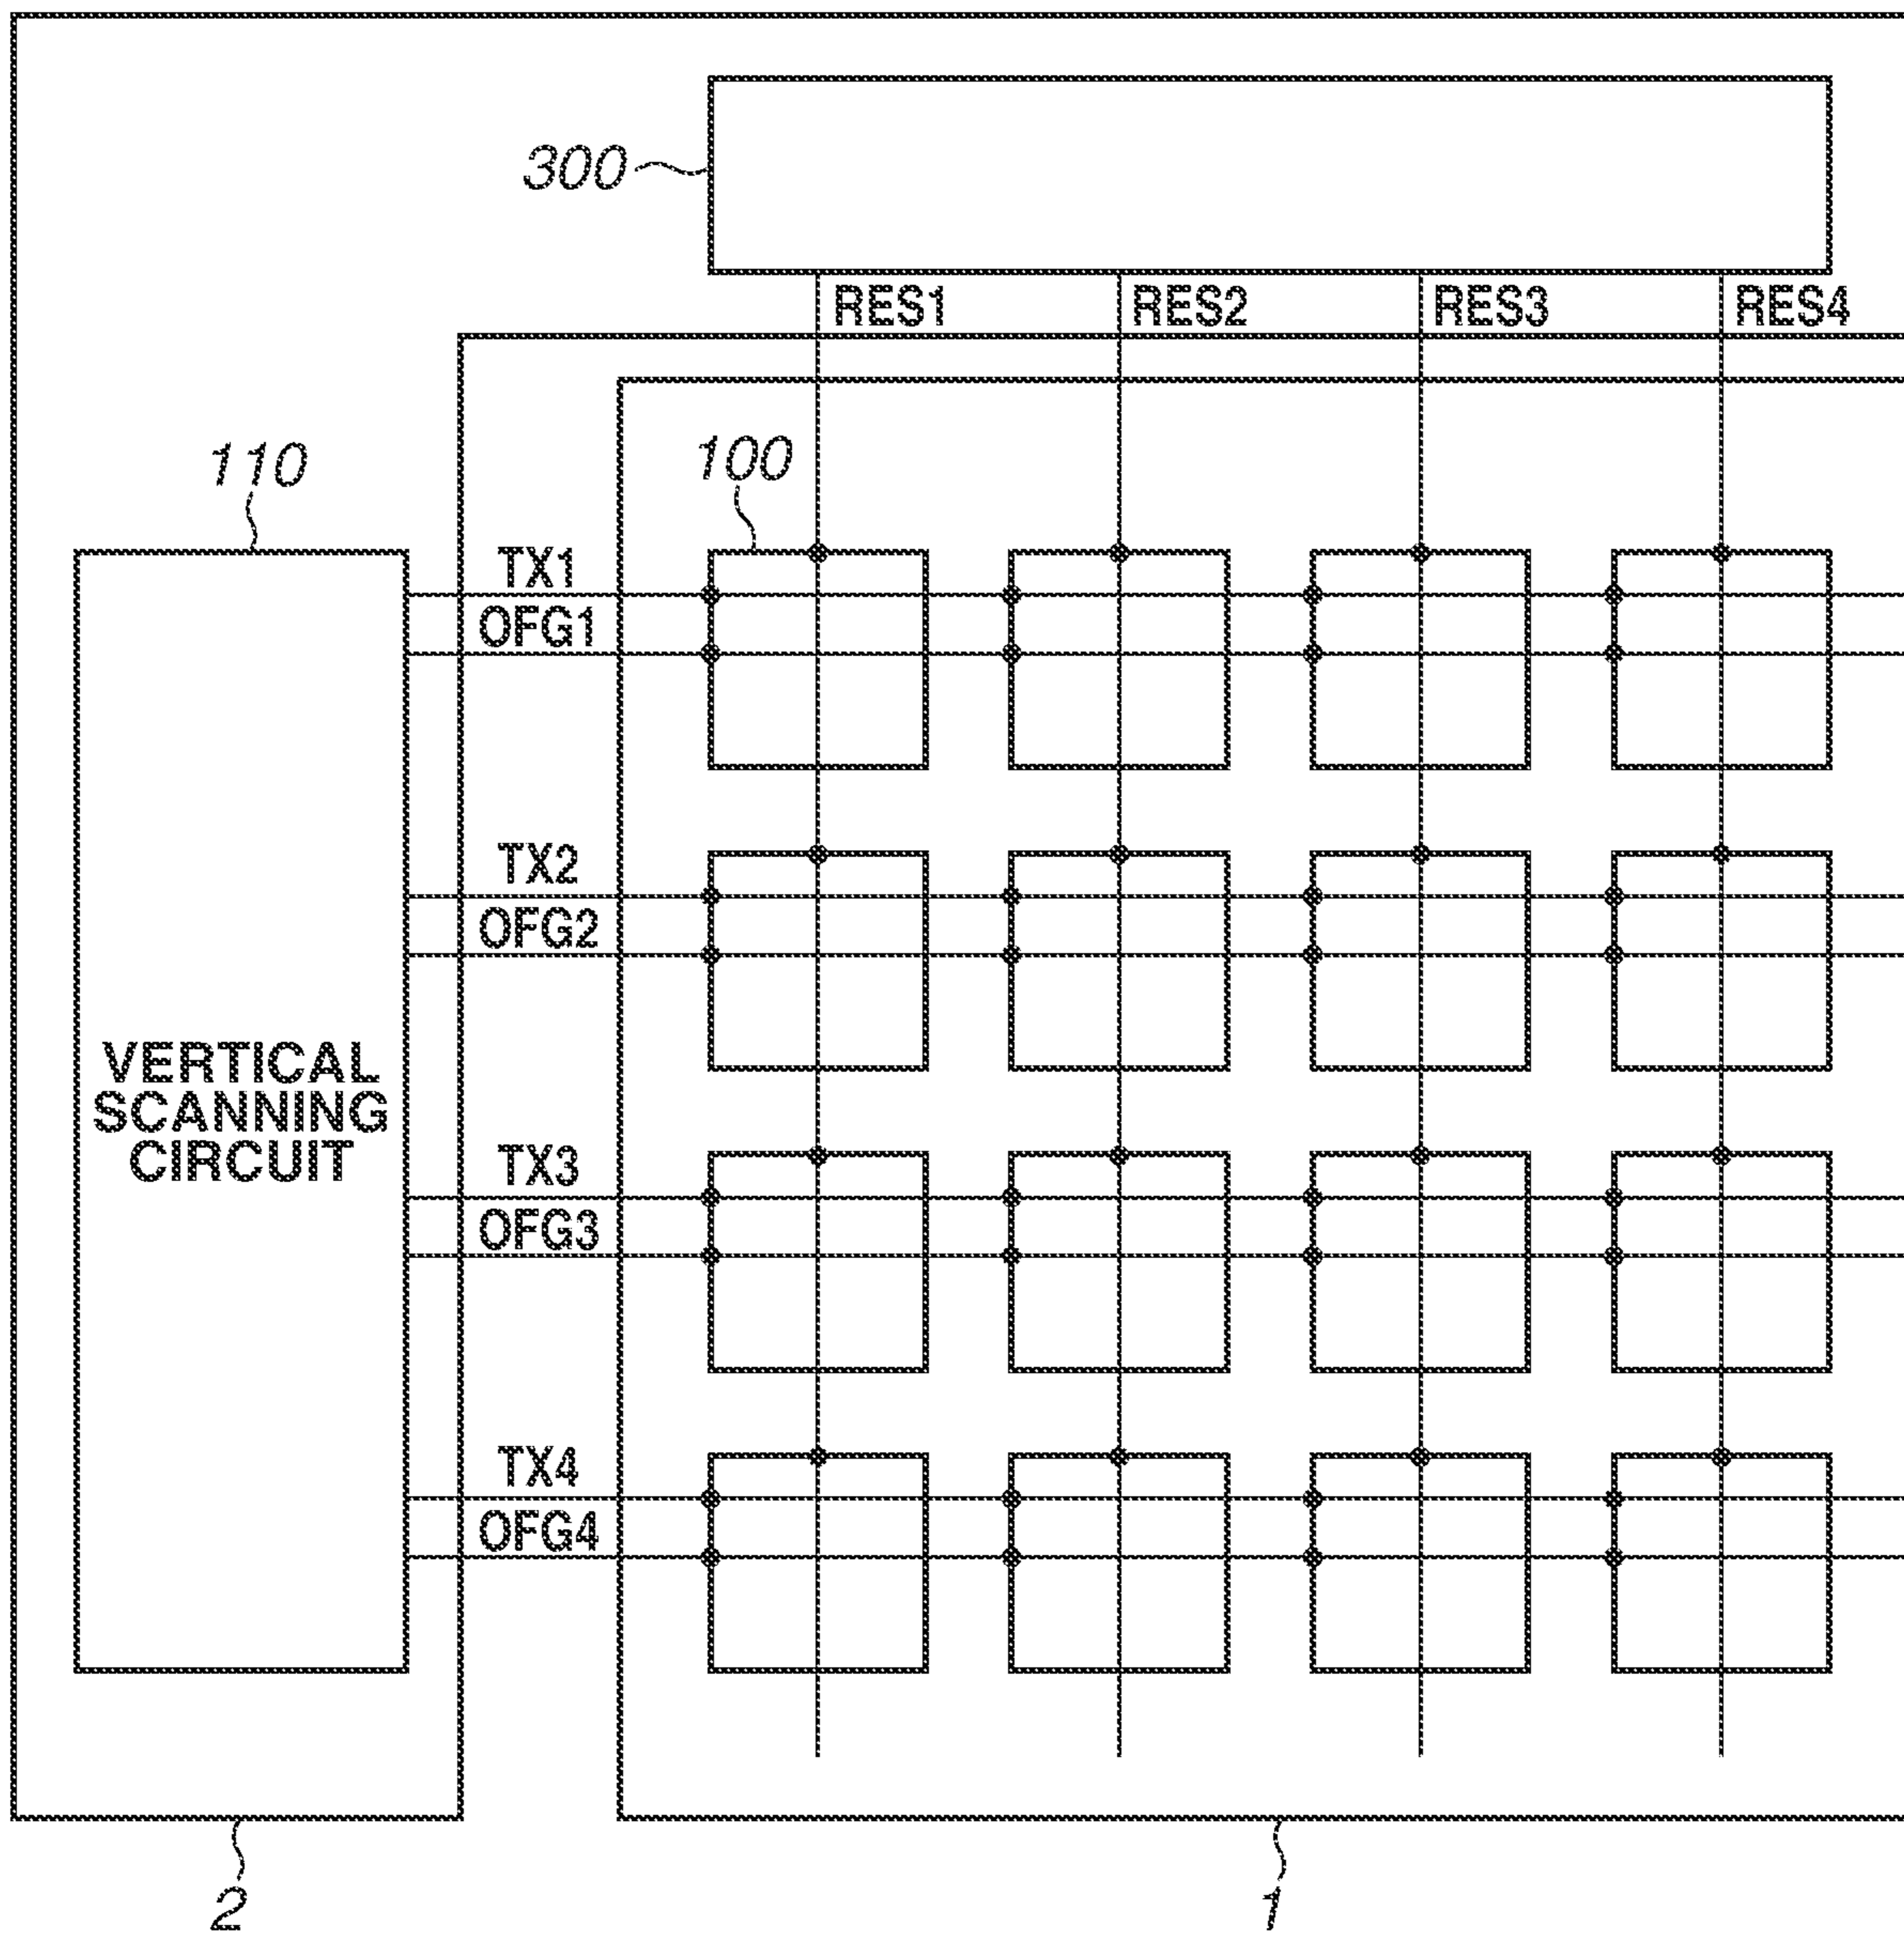 300
RES1 RES2 RES3 RES4
110
100
TX1
OFG1
TX2
OFG2
VERTICAL
SCANNING
CIRCUIT
TX3
OFG3
TX4
OFG4
2
1